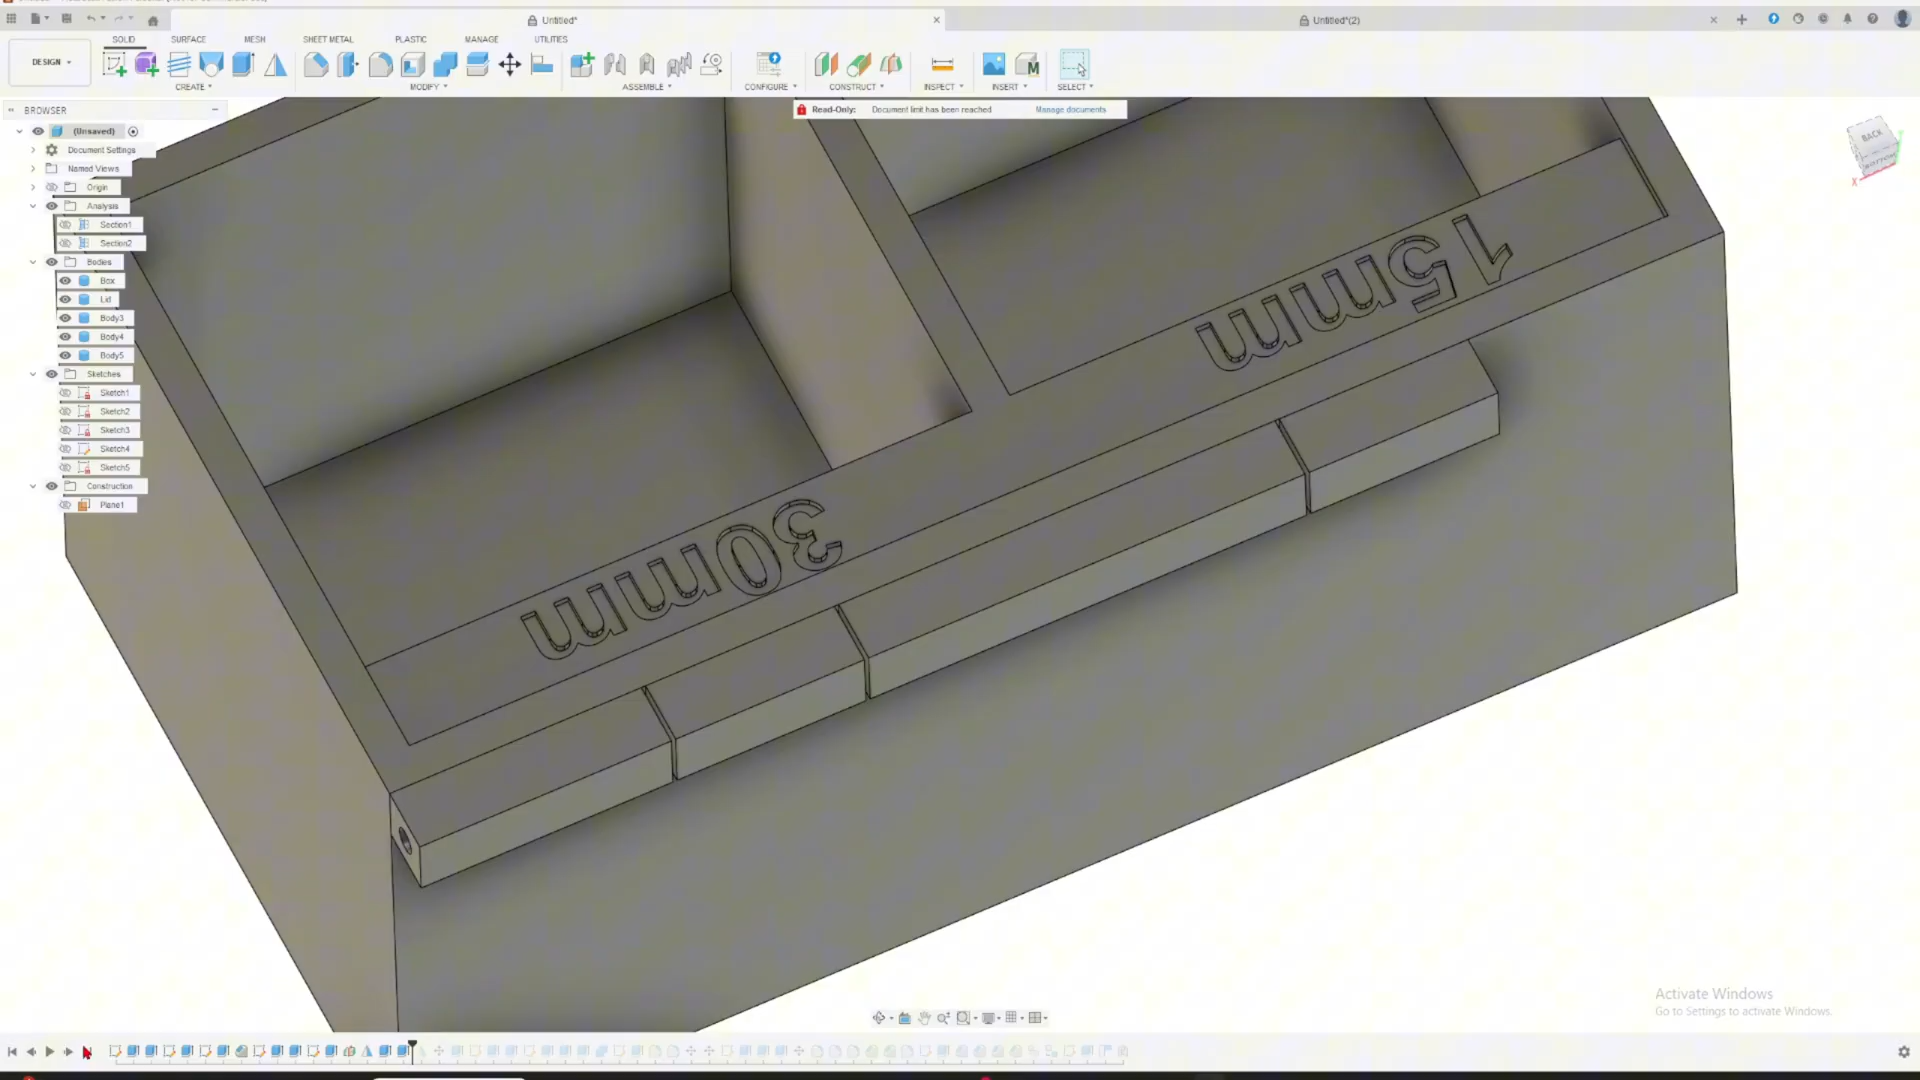 Untitled*
Untitled*(2)
SOLID
SURFACE
MESH
SHEET METAL
PLASTIC
MANAGE
UTILITIES
DESIGN
CREATE
MODIFY
ASSEMBLE
CONFIGURE
CONSTRUCT
INSPECT
INSERT
SELECT
BROWSER
Read-Only: Document limit has been reached Manage documents
(Unsaved)
Document Settings
Named Views
Origin
Analysis
Section1
Section2
Bodies
Box
Lid
Body3
Body4
Body5
Sketches
Sketch1
Sketch2
Sketch3
Sketch4
Sketch5
Construction
Plane1
BACK
BOTTOM
X
15mm
30mm
Activate Windows
Go to Settings to activate Windows.